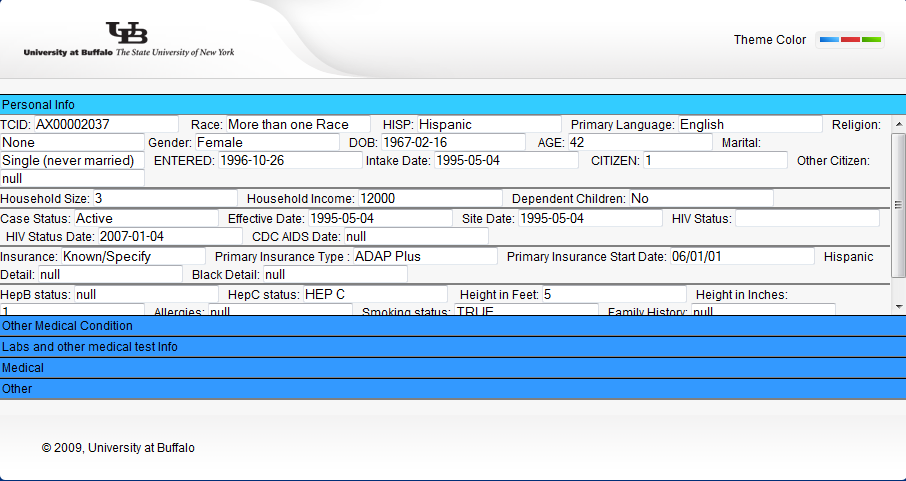 UB
University at Buffalo The State University of New York
Theme Color
Personal Info
TCID: AX00002037 Race: More than one Race HISP: Hispanic Primary Language: English Religion:
None Gender: Female DOB: 1967-02-16 AGE: 42 Marital:
Single (never married) ENTERED: 1996-10-26 Intake Date: 1995-05-04 CITIZEN: 1 Other Citizen:
null
Household Size: 3 Household Income: 12000 Dependent Children: No
Case Status: Active Effective Date: 1995-05-04 Site Date: 1995-05-04 HIV Status:
HIV Status Date: 2007-01-04 CDC AIDS Date: null
Insurance: Known/Specify Primary Insurance Type : ADAP Plus Primary Insurance Start Date: 06/01/01 Hispanic
Detail: null Black Detail: null
HepB status: null HepC status: HEP C Height in Feet: 5 Height in Inches:
1 Allergies: null Smoking status: TRUE Family History: null
Other Medical Condition
Labs and other medical test Info
Medical
Other
© 2009, University at Buffalo